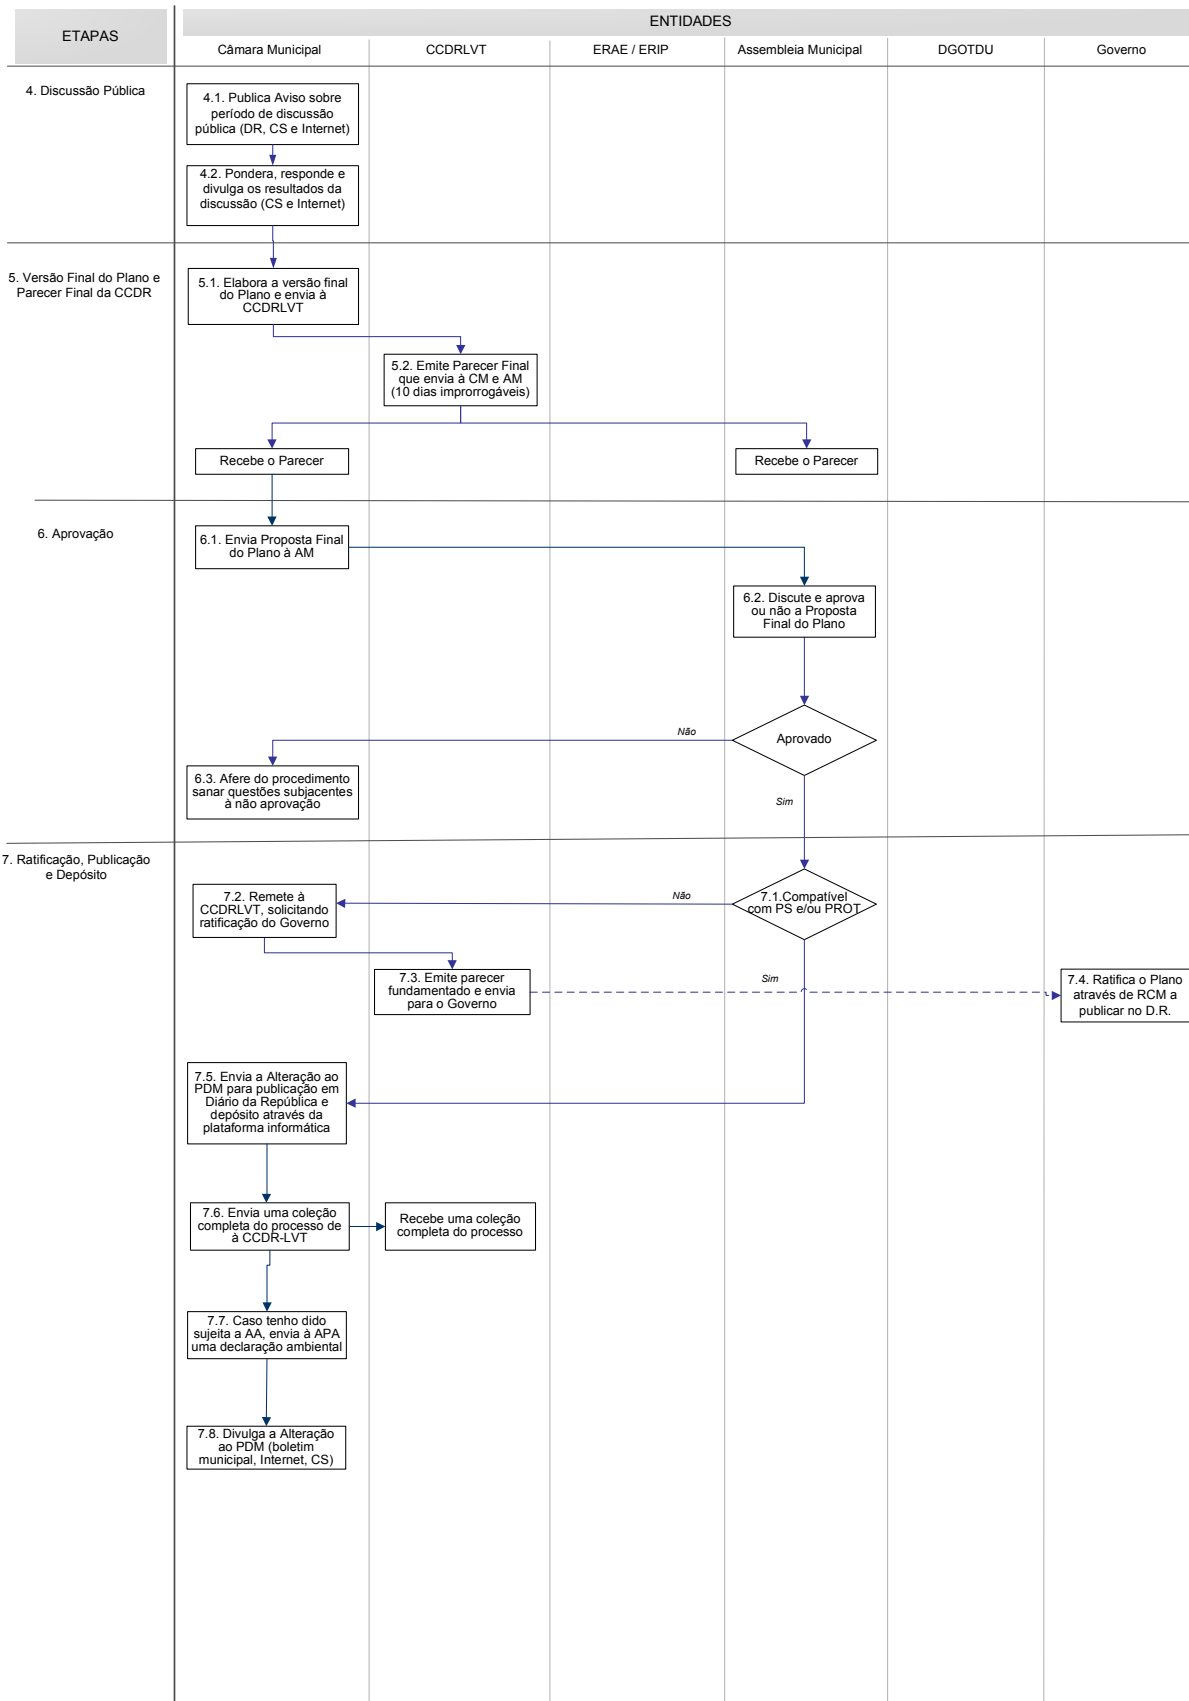 ETAPAS
ENTIDADES
Câmara Municipal
CCDRLVT
ERAE / ERIP
Assembleia Municipal
DGOTDU
Governo
4. Discussão Pública
4.1. Publica Aviso sobre
período de discussão
pública (DR, CS e Internet)
4.2. Pondera, responde e
divulga os resultados da
discussão (CS e Internet)
5. Versão Final do Plano e
Parecer Final da CCDR
5.1. Elabora a versão final
do Plano e envia à
CCDRLVT
5.2. Emite Parecer Final
que envia à CM e AM
(10 dias improrrogáveis)
Recebe o Parecer
Recebe o Parecer
6. Aprovação
6.1. Envia Proposta Final
do Plano à AM
6.2. Discute e aprova
ou não a Proposta
Final do Plano
Não
Aprovado
6.3. Afere do procedimento
sanar questões subjacentes
à não aprovação
Sim
7. Ratificação, Publicação
e Depósito
7.2. Remete à
CCDRLVT, solicitando
ratificação do Governo
Não
7.1.Compatível
com PS e/ou PROT
7.3. Emite parecer
fundamentado e envia
para o Governo
Sim
7.4. Ratifica o Plano
através de RCM a
publicar no D.R.
7.5. Envia a Alteração ao
PDM para publicação em
Diário da República e
depósito através da
plataforma informática
7.6. Envia uma coleção
completa do processo de
à CCDR-LVT
Recebe uma coleção
completa do processo
7.7. Caso tenho dido
sujeita a AA, envia à APA
uma declaração ambiental
7.8. Divulga a Alteração
ao PDM (boletim
municipal, Internet, CS)